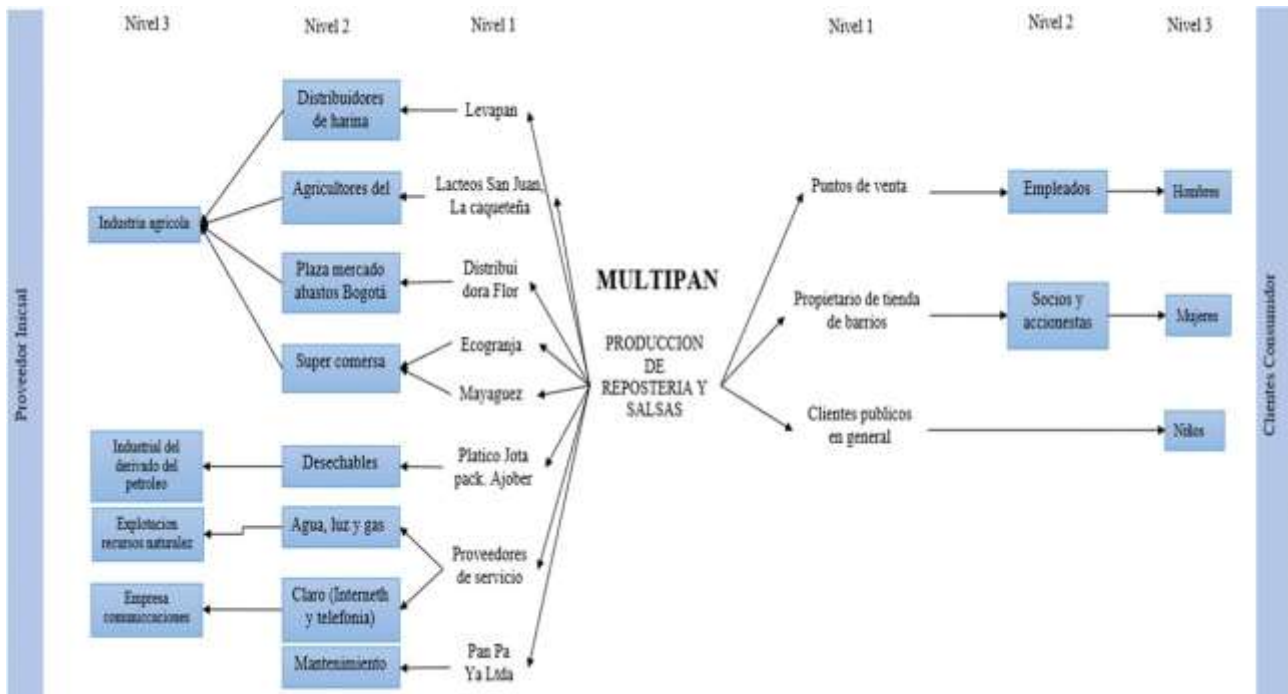 Nivel 3
Nivel 2
Nivel 1
Nivel 1
Nivel 2
Nivel 3
Proveedor Inicial
Industria agricola
Industrial del
derivado del
petroleo
Explotacion
recursos naturalez
Empresa
comuniccaciones
Distribuidores
de harina
Agricultores del
Plaza mercado
abastos Bogotá
Super comersa
Desechables
Agua, luz y gas
Claro (Interneth
y telefonia)
Mantenimiento
Levapan
Lacteos San Juan,
La caqueteña
Distribui
dora Flor
Ecogranja
Mayaguez
Platico Jota
pack. Ajober
Proveedores
de servicio
Pan Pa
Ya Ltda
MULTIPAN
PRODUCCION
DE
REPOSTERIA Y
SALSAS
Puntos de venta
Propietario de tienda
de barrios
Clientes publicos
en general
Empleados
Socios y
accionestas
Hombres
Mujeres
Niños
Clientes Consumidor